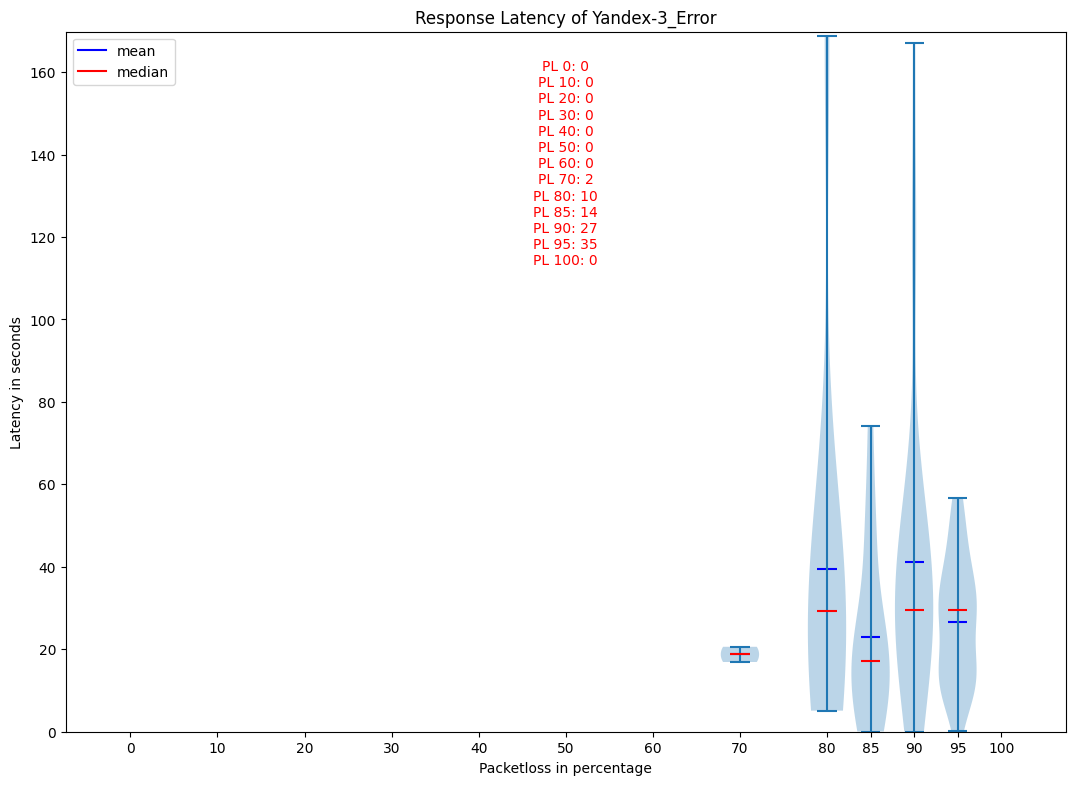 Response Latency of Yandex-3_Error
mean
median
PL 0: 0
PL 10: 0
PL 20: 0
PL 30: 0
PL 40: 0
PL 50: 0
PL 60: 0
PL 70: 2
PL 80: 10
PL 85: 14
PL 90: 27
PL 95: 35
PL 100: 0
Latency in seconds
160
140
120
100
80
60
40
20
0
0 10 20 30 40 50 60 70 80 85 90 95 100
Packetloss in percentage